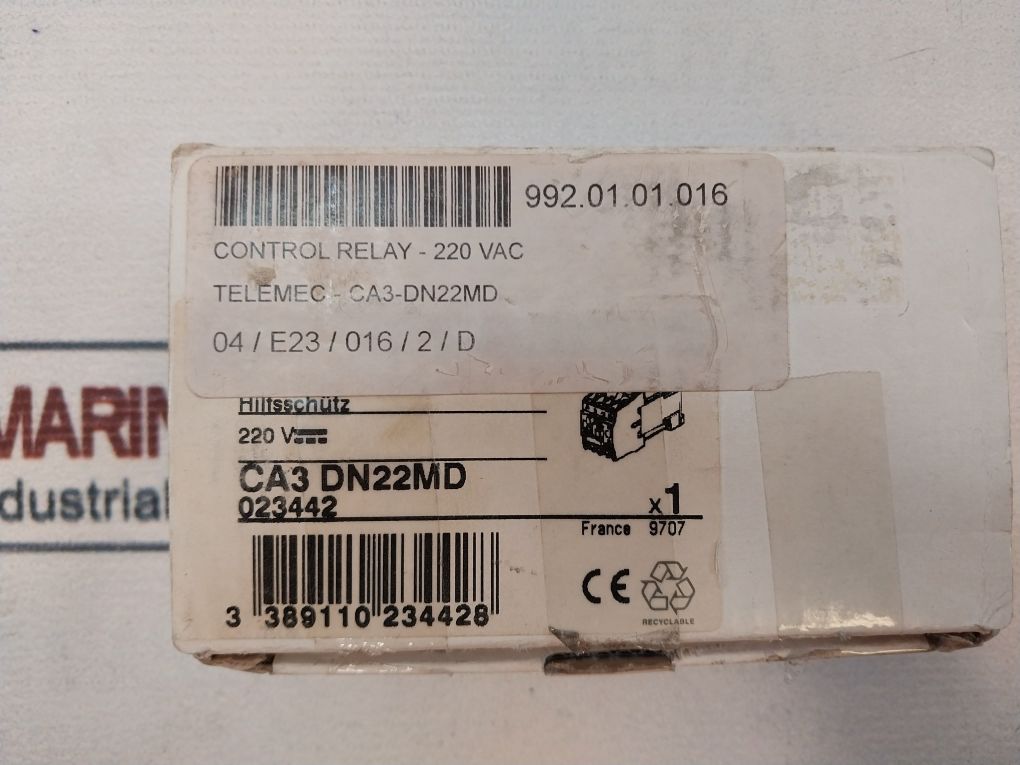 992.01.01.016
CONTROL RELAY - 220 VAC
TELEMEC - CA3-DN22MD
04 / E23 / 016 / 2 / D
Hilfsschütz
220 V
CA3 DN22MD
023442
x1
France 9707
CE
RECYCLABLE
3 389110 234428
MARIN
dustrial